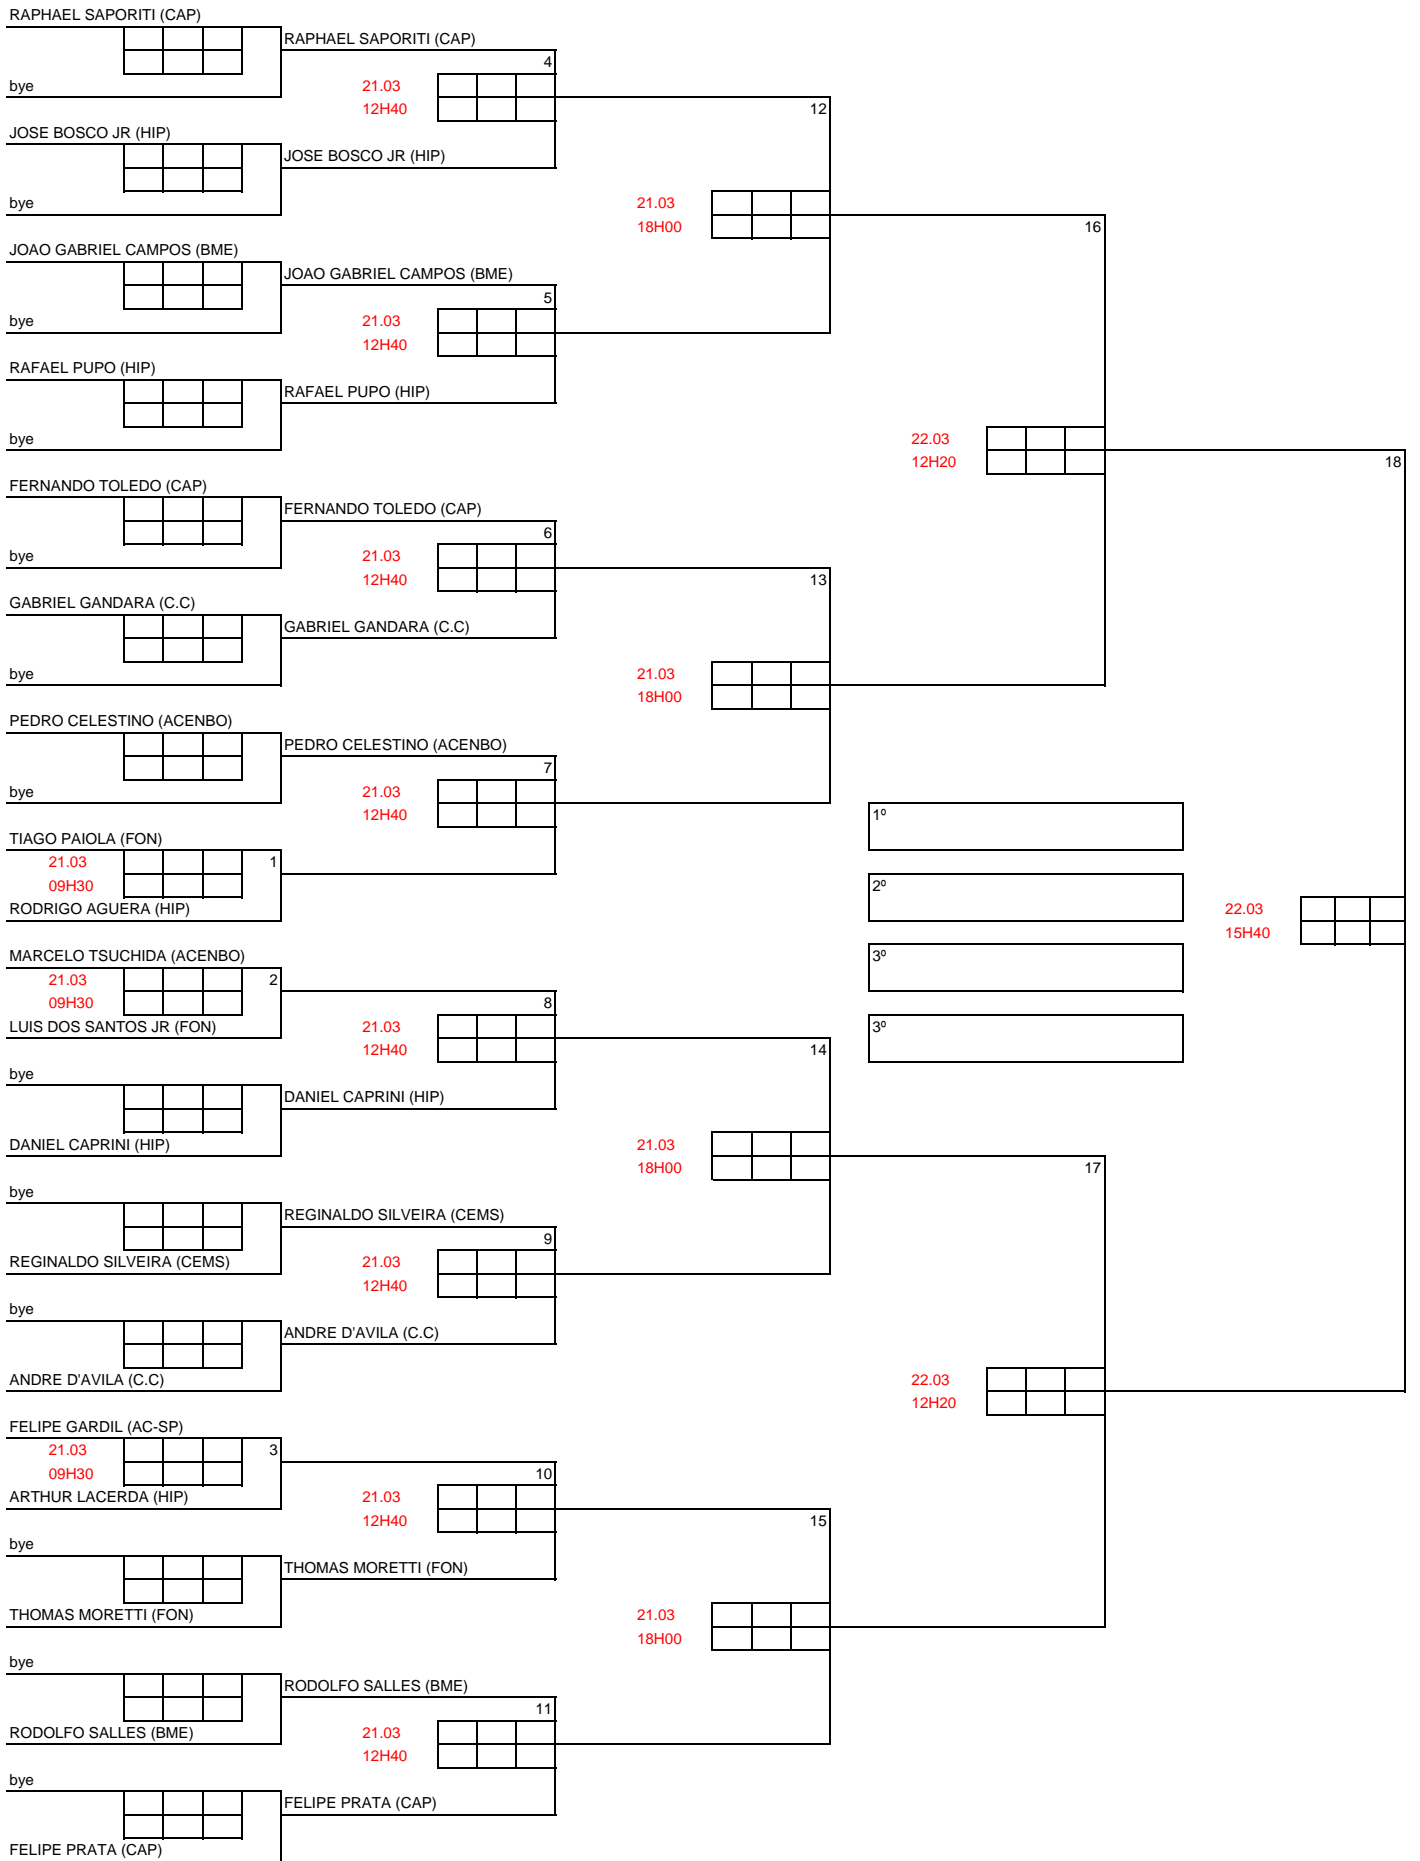 RAPHAEL SAPORITI (CAP)
RAPHAEL SAPORITI (CAP)
4
bye
21.03
12H40
12
JOSE BOSCO JR (HIP)
JOSE BOSCO JR (HIP)
bye
21.03
18H00
16
JOAO GABRIEL CAMPOS (BME)
JOAO GABRIEL CAMPOS (BME)
5
bye
21.03
12H40
RAFAEL PUPO (HIP)
RAFAEL PUPO (HIP)
bye
22.03
12H20
18
FERNANDO TOLEDO (CAP)
FERNANDO TOLEDO (CAP)
6
bye
21.03
12H40
13
GABRIEL GANDARA (C.C)
GABRIEL GANDARA (C.C)
bye
21.03
18H00
PEDRO CELESTINO (ACENBO)
PEDRO CELESTINO (ACENBO)
7
bye
21.03
12H40
1º
TIAGO PAIOLA (FON)
21.03
1
09H30
RODRIGO AGUERA (HIP)
2º
22.03
15H40
MARCELO TSUCHIDA (ACENBO)
21.03
2
09H30
3º
8
LUIS DOS SANTOS JR (FON)
21.03
12H40
3º
14
bye
DANIEL CAPRINI (HIP)
DANIEL CAPRINI (HIP)
21.03
18H00
17
bye
REGINALDO SILVEIRA (CEMS)
9
REGINALDO SILVEIRA (CEMS)
21.03
12H40
bye
ANDRE D'AVILA (C.C)
ANDRE D'AVILA (C.C)
22.03
12H20
FELIPE GARDIL (AC-SP)
21.03
3
09H30
10
ARTHUR LACERDA (HIP)
21.03
12H40
15
bye
THOMAS MORETTI (FON)
THOMAS MORETTI (FON)
21.03
18H00
bye
RODOLFO SALLES (BME)
11
RODOLFO SALLES (BME)
21.03
12H40
bye
FELIPE PRATA (CAP)
FELIPE PRATA (CAP)